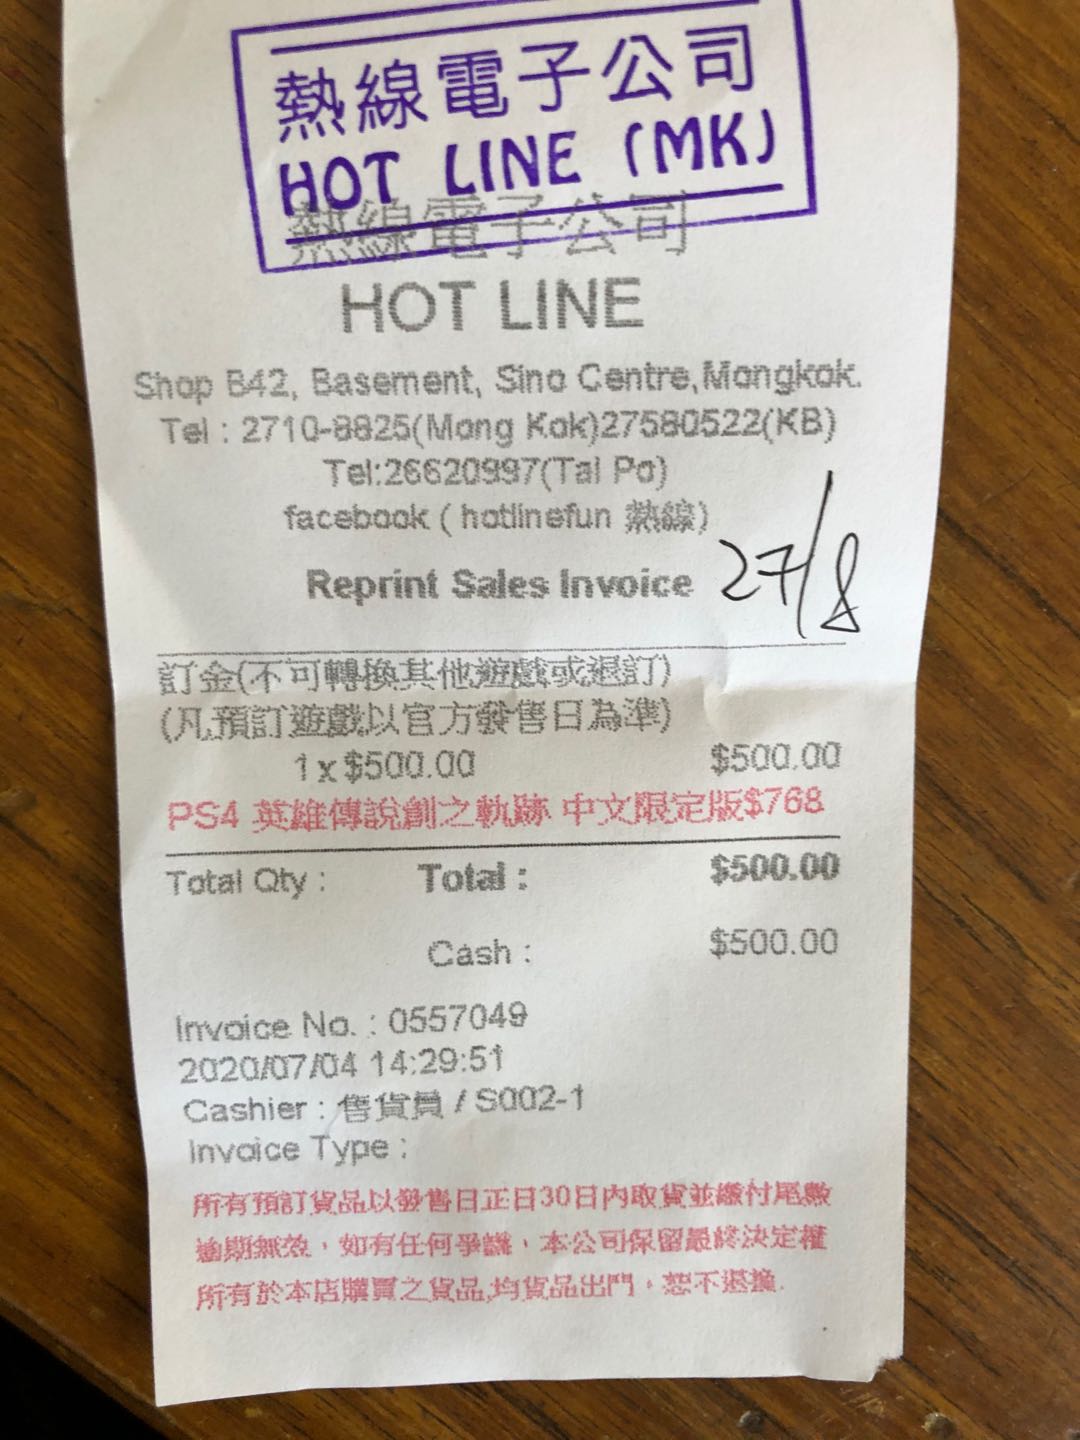 熱線電子公司
HOT LINE (MK)
熱線電子公司
HOT LINE
Shop B42, Basement, Sino Centre,Mongkok.
Tel : 2710-8825(Mong Kok)27580522(KB)
Tel:26620997(Tai Po)
facebook ( hotlinefun 熱線)
Reprint Sales Invoice 27/8
訂金(不可轉換其他遊戲或退訂)
(凡預訂遊戲以官方發售日為準)
1 x $500.00 $500.00
PS4 英雄傳說創之軌跡 中文限定版$768
Total Qty : Total : $500.00
Cash : $500.00
Invoice No. : 0557049
2020/07/04 14:29:51
Cashier : 售貨員 / S002-1
Invoice Type :
所有預訂貨品以發售日正日30日內取貨並繳付尾數
逾期無效，如有任何爭議，本公司保留最終決定權
所有於本店購買之貨品,均貨品出門，恕不退換.